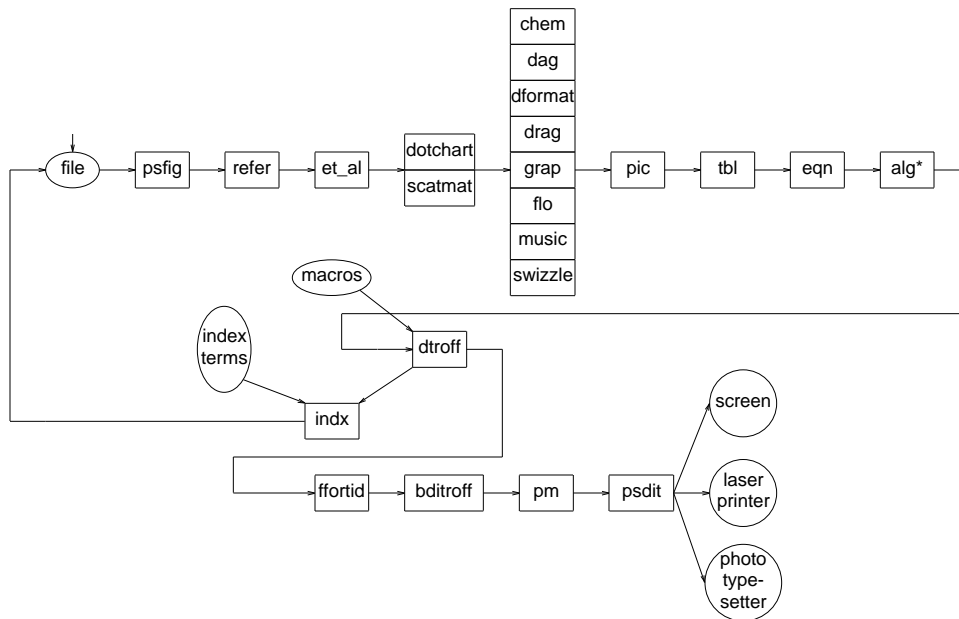 chem
dag
dformat
drag
grap
flo
music
swizzle
file
psfig
refer
et_al
dotchart
scatmat
pic
tbl
eqn
alg*
macros
index
terms
dtroff
indx
screen
ffortid
bditroff
pm
psdit
laser
printer
photo
type-
setter